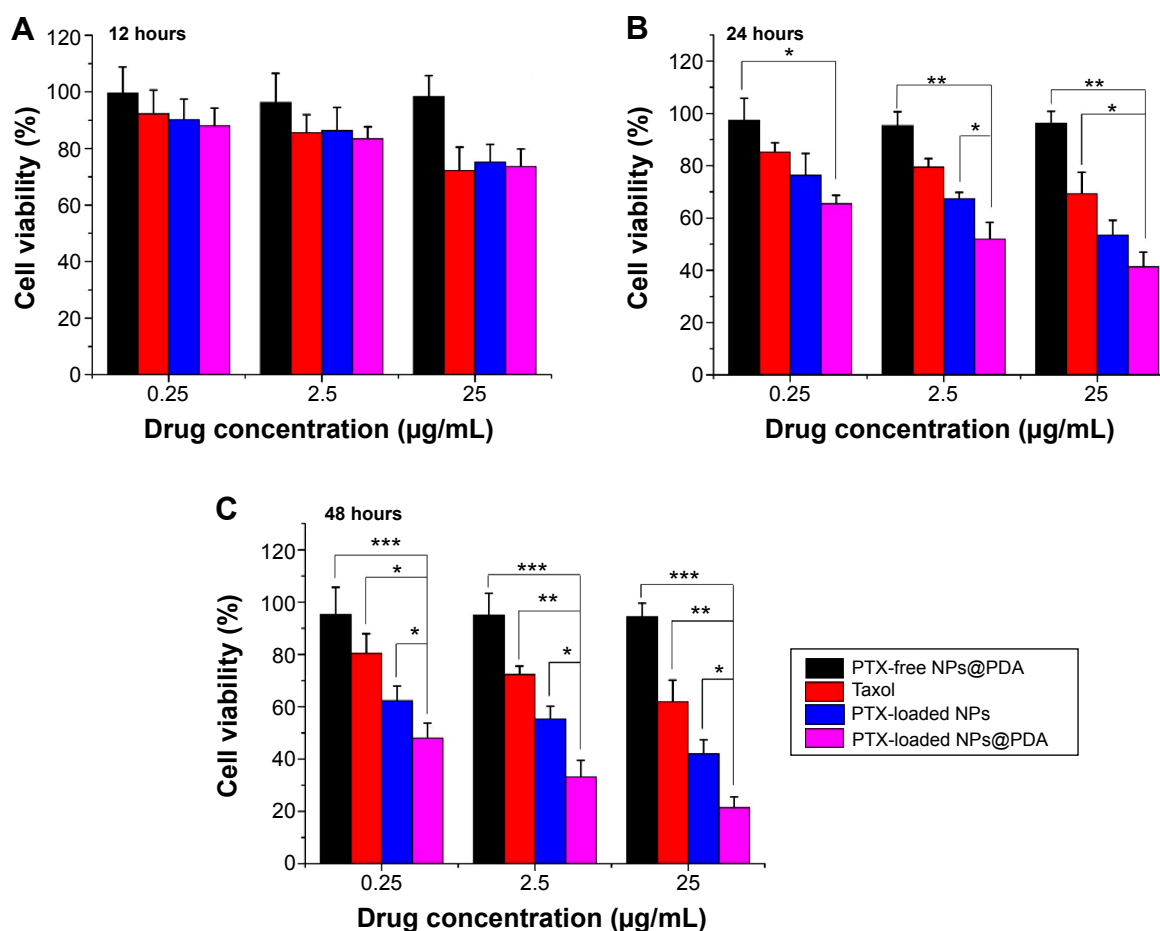 A
12 hours
120
100
80
60
40
20
0
Cell viability (%)
0.25 2.5 25
Drug concentration (µg/mL)
B
24 hours
120
100
80
60
40
20
0
Cell viability (%)
*
**
*
**
*
0.25 2.5 25
Drug concentration (µg/mL)
C
48 hours
120
100
80
60
40
20
0
Cell viability (%)
***
*
*
***
**
*
***
**
*
0.25 2.5 25
Drug concentration (µg/mL)
PTX-free NPs@PDA
Taxol
PTX-loaded NPs
PTX-loaded NPs@PDA